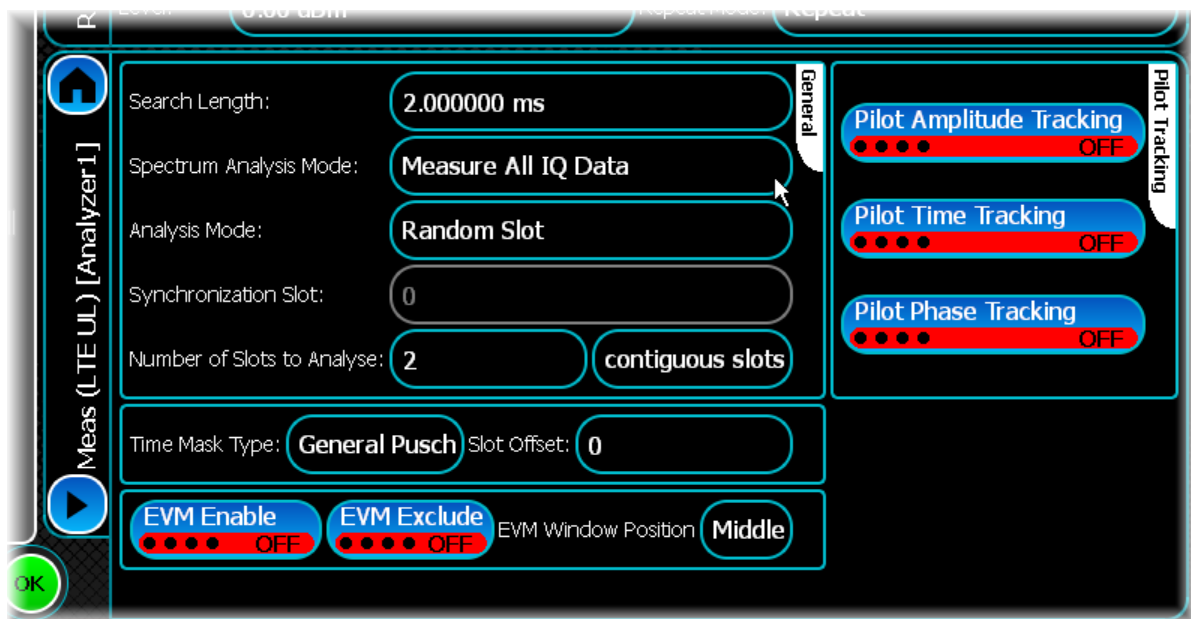 0.00 dBm
Repeat
Search Length: 2.000000 ms
General
Pilot Tracking
Pilot Amplitude Tracking
OFF
Spectrum Analysis Mode: Measure All IQ Data
Pilot Time Tracking
OFF
Analysis Mode: Random Slot
Synchronization Slot: 0
Pilot Phase Tracking
OFF
Number of Slots to Analyse: 2 contiguous slots
Meas (LTE UL) [Analyzer1]
Time Mask Type: General Pusch Slot Offset: 0
EVM Enable
OFF
EVM Exclude
OFF
EVM Window Position Middle
OK